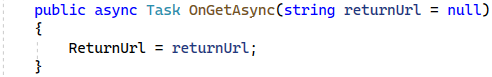 public async Task OnGetAsync(string returnUrl = null)
{
    ReturnUrl = returnUrl;
}